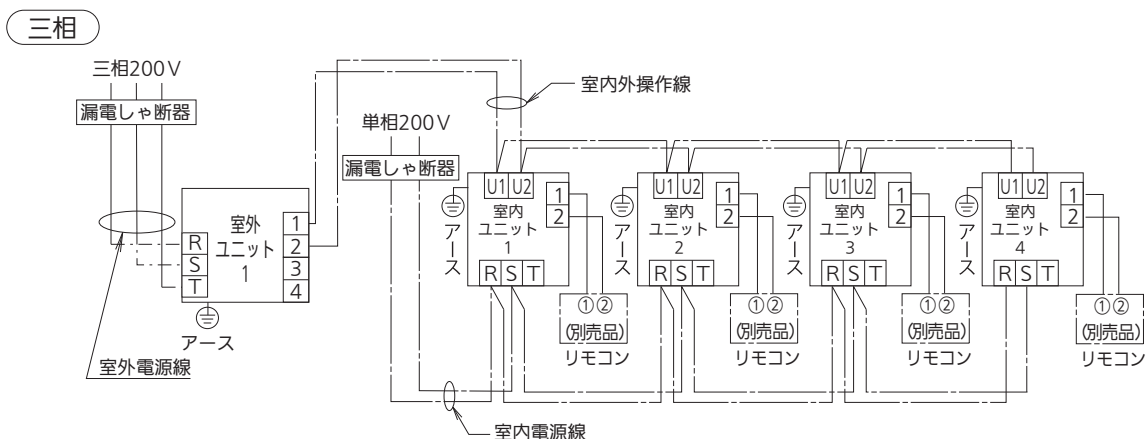 三相
三相200V
漏電しゃ断器
室外
ユニット
1
R
S
T
1
2
3
4
アース
室外電源線
室内外操作線
単相200V
漏電しゃ断器
室内電源線
U1 U2
室内
ユニット
1
1
2
R S T
アース
①②
(別売品)
リモコン
U1 U2
室内
ユニット
2
1
2
R S T
アース
①②
(別売品)
リモコン
U1 U2
室内
ユニット
3
1
2
R S T
アース
①②
(別売品)
リモコン
U1 U2
室内
ユニット
4
1
2
R S T
アース
①②
(別売品)
リモコン